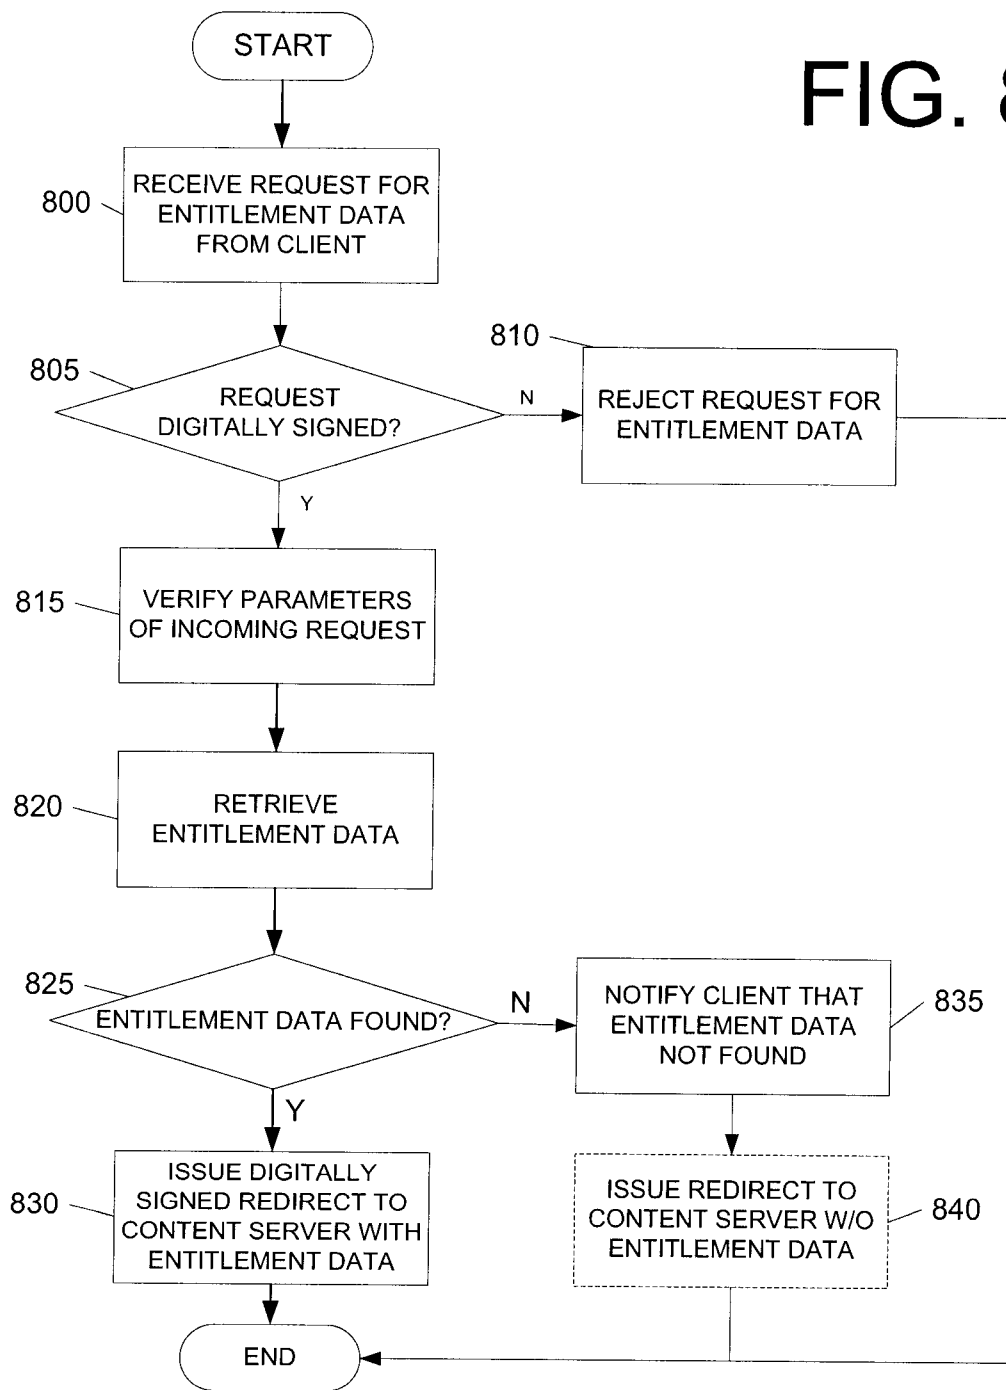 START
FIG. 8
800
RECEIVE REQUEST FOR
ENTITLEMENT DATA
FROM CLIENT
805
REQUEST
DIGITALLY SIGNED?
N
810
REJECT REQUEST FOR
ENTITLEMENT DATA
Y
815
VERIFY PARAMETERS
OF INCOMING REQUEST
820
RETRIEVE
ENTITLEMENT DATA
825
ENTITLEMENT DATA FOUND?
N
NOTIFY CLIENT THAT
ENTITLEMENT DATA
NOT FOUND
835
Y
830
ISSUE DIGITALLY
SIGNED REDIRECT TO
CONTENT SERVER WITH
ENTITLEMENT DATA
ISSUE REDIRECT TO
CONTENT SERVER W/O
ENTITLEMENT DATA
840
END